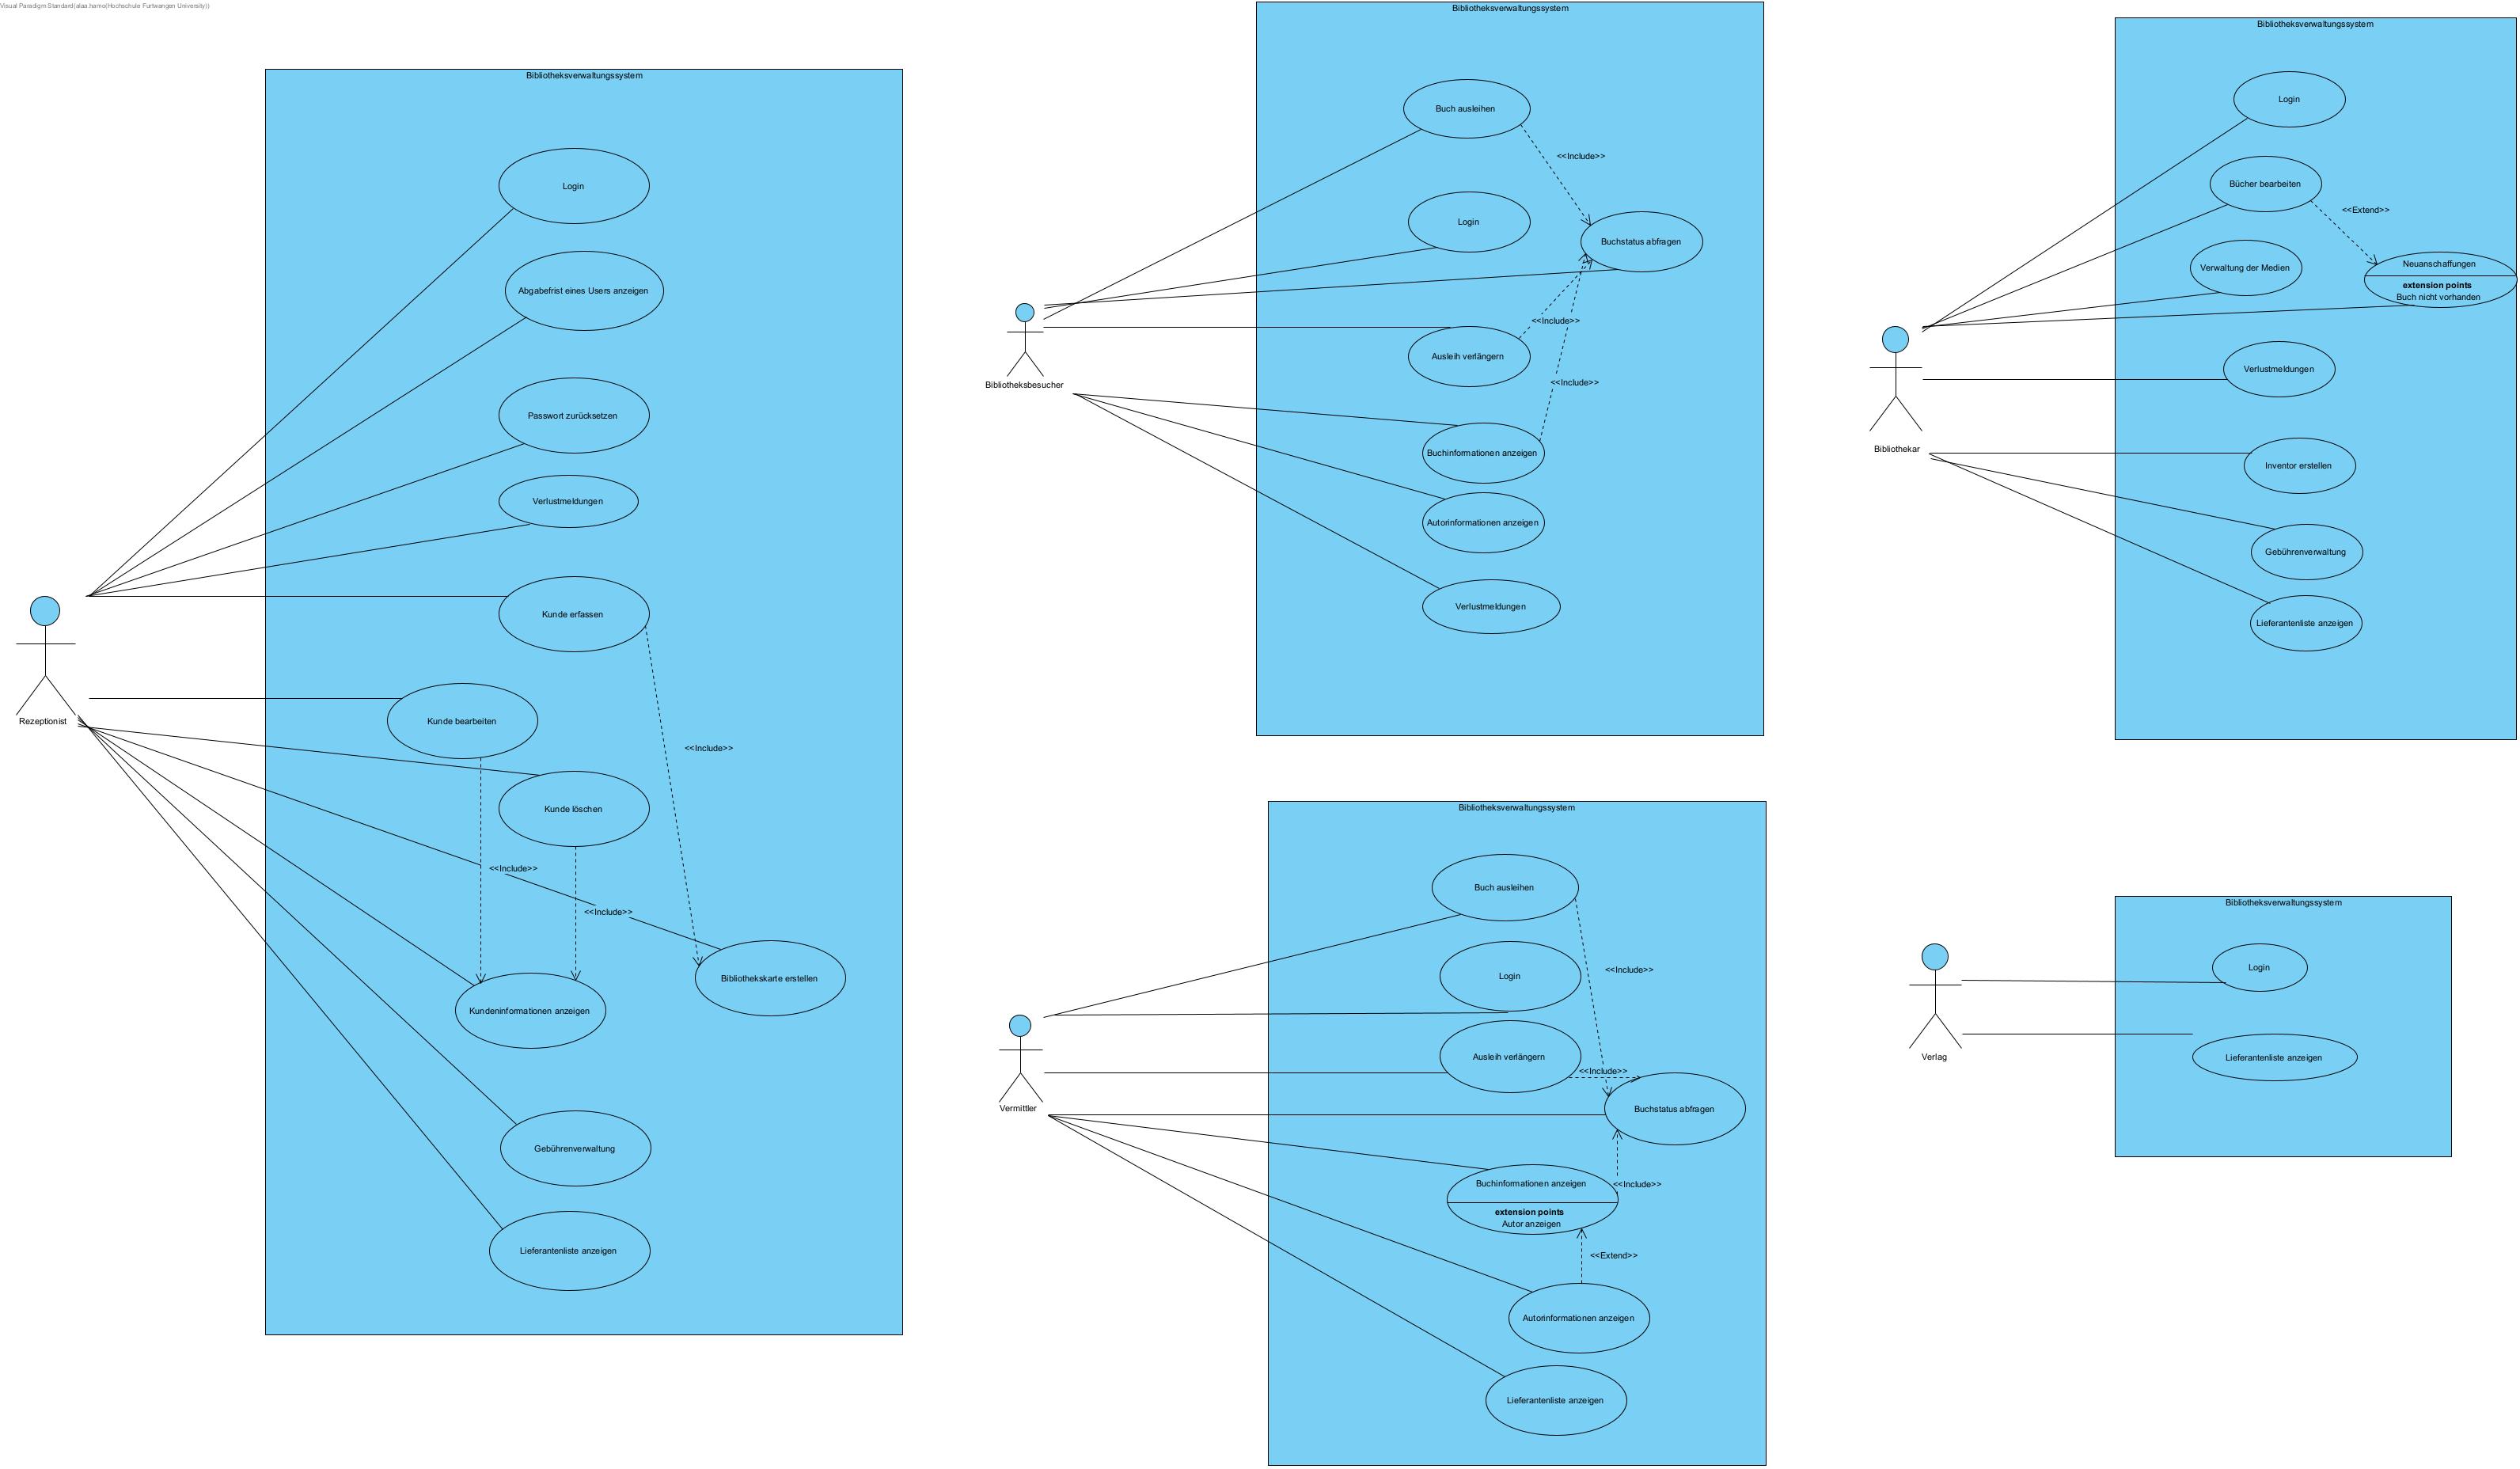 Visual Paradigm Standard(alaa.hamo(Hochschule Furtwangen University))
Bibliotheksverwaltungssystem
Login
Abgabefrist eines Users anzeigen
Passwort zurücksetzen
Verlustmeldungen
Kunde erfassen
Rezeptionist
Kunde bearbeiten
<<Include>>
Kunde löschen
<<Include>>
<<Include>>
Bibliothekskarte erstellen
Kundeninformationen anzeigen
Gebührenverwaltung
Lieferantenliste anzeigen
Bibliotheksverwaltungssystem
Buch ausleihen
<<Include>>
Login
Buchstatus abfragen
<<Include>>
Ausleih verlängern
Bibliotheksbesucher
<<Include>>
Buchinformationen anzeigen
Autorinformationen anzeigen
Verlustmeldungen
Bibliotheksverwaltungssystem
Login
Bücher bearbeiten
<<Extend>>
Verwaltung der Medien
Neuanschaffungen
extension points
Buch nicht vorhanden
Verlustmeldungen
Bibliothekar
Inventor erstellen
Gebührenverwaltung
Lieferantenliste anzeigen
Bibliotheksverwaltungssystem
Buch ausleihen
<<Include>>
Login
Ausleih verlängern
<<Include>>
Vermittler
Buchstatus abfragen
Buchinformationen anzeigen
<<Include>>
extension points
Autor anzeigen
<<Extend>>
Autorinformationen anzeigen
Lieferantenliste anzeigen
Bibliotheksverwaltungssystem
Login
Verlag
Lieferantenliste anzeigen